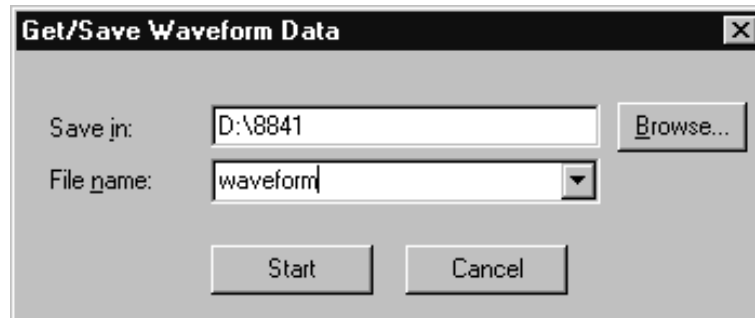 Get/Save Waveform Data
Save in: D:\8841 Browse...
File name: waveform
Start Cancel